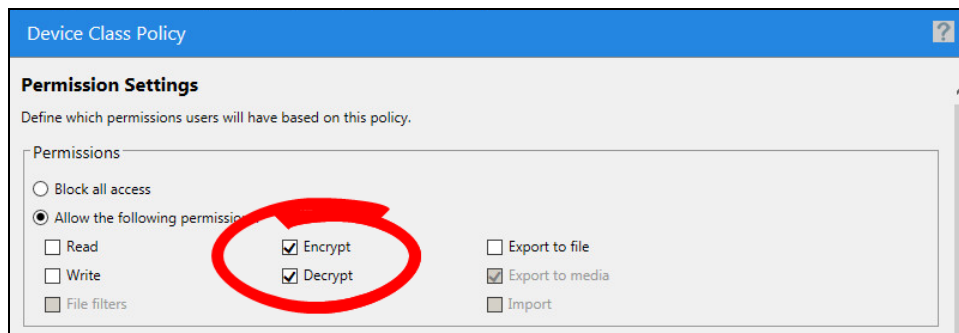 Device Class Policy ?
Permission Settings
Define which permissions users will have based on this policy.
Permissions
Block all access
Allow the following permission
Read Encrypt Export to file
Write Decrypt Export to media
File filters Import